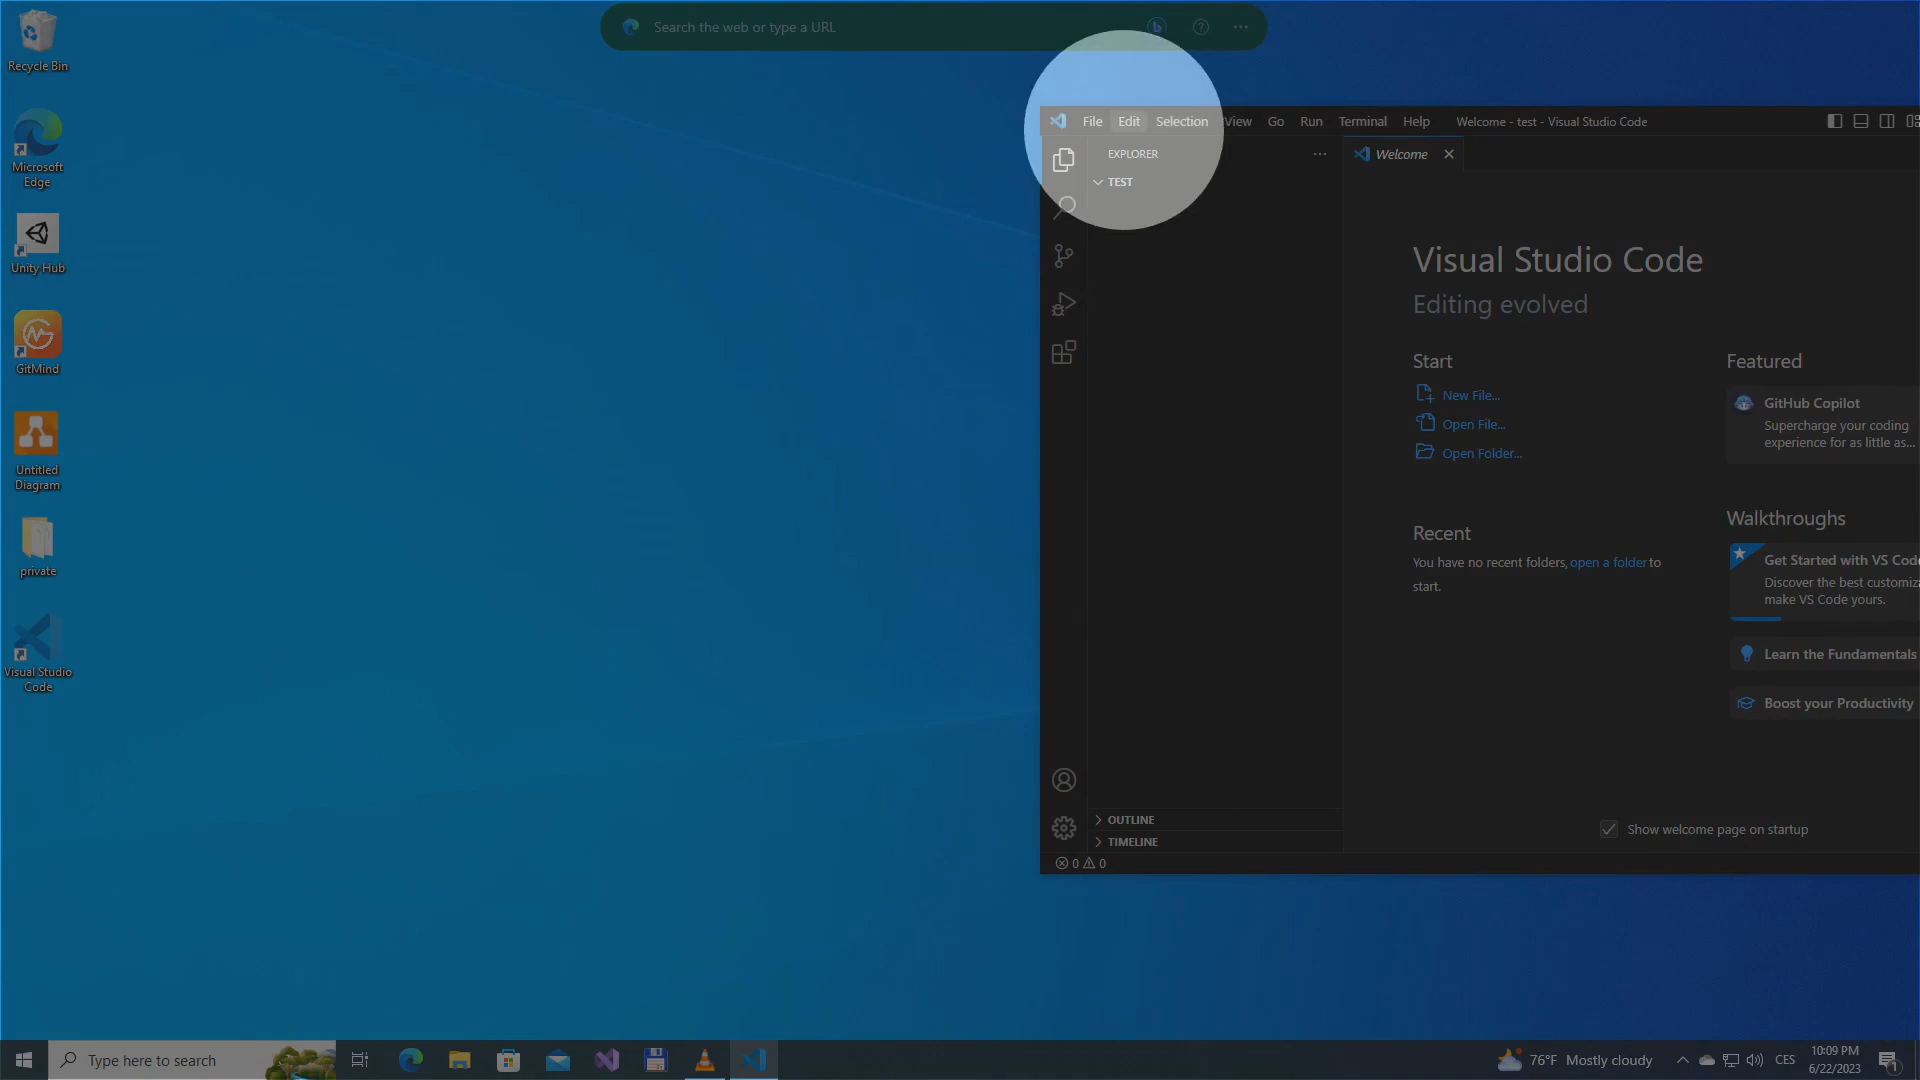 Search the web or type a URL
Recycle Bin
Microsoft
Edge
Unity Hub
GitMind
Untitled
Diagram
private
Visual Studio
Code
File Edit Selection View Go Run Terminal Help
Welcome - test - Visual Studio Code
EXPLORER
TEST
OUTLINE
TIMELINE
0 0
Welcome
Visual Studio Code
Editing evolved
Start
New File...
Open File...
Open Folder...
Recent
You have no recent folders, open a folder to
start.
Featured
GitHub Copilot
Supercharge your coding
experience for as little as...
Walkthroughs
Get Started with VS Code
Discover the best customiza
make VS Code yours.
Learn the Fundamentals
Boost your Productivity
Show welcome page on startup
Type here to search
76°F Mostly cloudy
CES
10:09 PM
6/22/2023
1